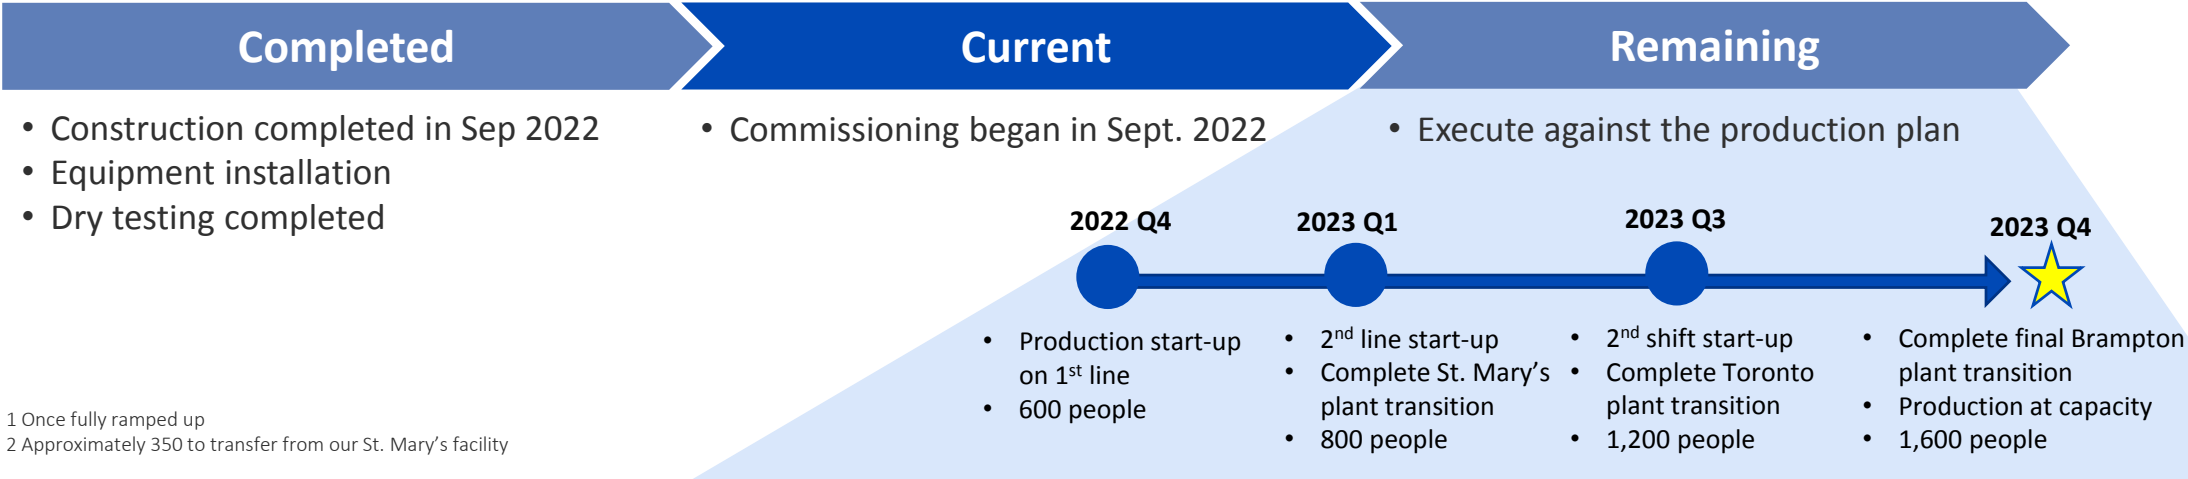 Completed
Current
Remaining
• Construction completed in Sep 2022
• Equipment installation
• Dry testing completed
• Commissioning began in Sept. 2022
• Execute against the production plan
2022 Q4
2023 Q1
2023 Q3
2023 Q4
• Production start-up
on 1st line
• 600 people
• 2nd line start-up
• Complete St. Mary’s
plant transition
• 800 people
• 2nd shift start-up
• Complete Toronto
plant transition
• 1,200 people
• Complete final Brampton
plant transition
• Production at capacity
• 1,600 people
1 Once fully ramped up
2 Approximately 350 to transfer from our St. Mary’s facility